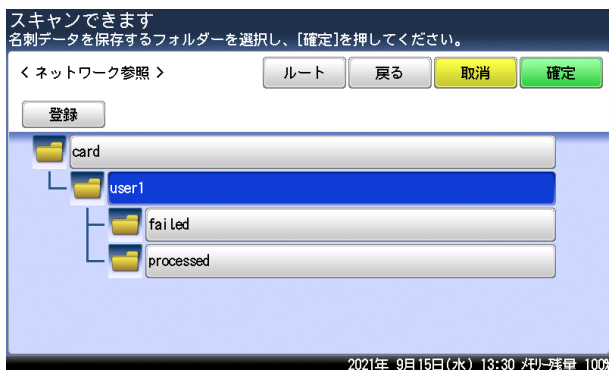 スキャンできます
名刺データを保存するフォルダーを選択し、[確定]を押してください。
< ネットワーク参照 > ルート 戻る 取消 確定
登録
card
user1
failed
processed
2021年 9月15日(水) 13:30 メモリー残量 100%